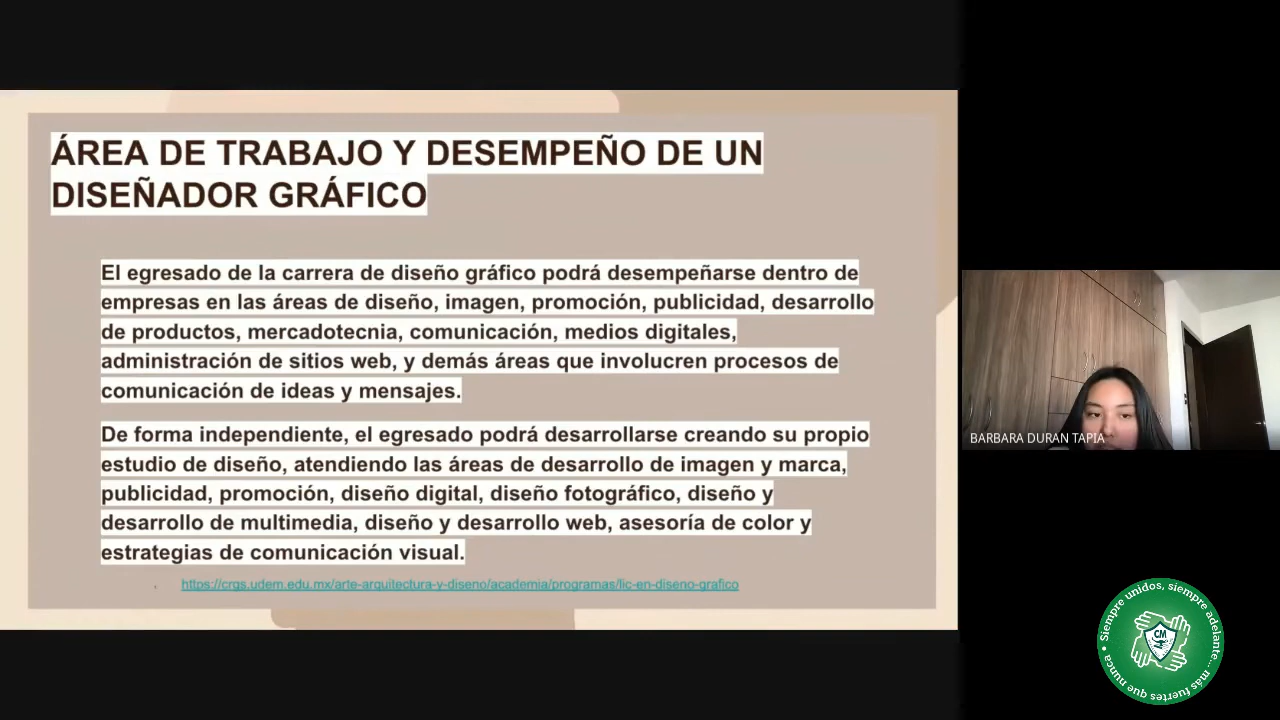 ÁREA DE TRABAJO Y DESEMPEÑO DE UN
DISEÑADOR GRÁFICO
El egresado de la carrera de diseño gráfico podrá desempeñarse dentro de
empresas en las áreas de diseño, imagen, promoción, publicidad, desarrollo
de productos, mercadotecnia, comunicación, medios digitales,
administración de sitios web, y demás áreas que involucren procesos de
comunicación de ideas y mensajes.
De forma independiente, el egresado podrá desarrollarse creando su propio
estudio de diseño, atendiendo las áreas de desarrollo de imagen y marca,
publicidad, promoción, diseño digital, diseño fotográfico, diseño y
desarrollo de multimedia, diseño y desarrollo web, asesoría de color y
estrategias de comunicación visual.
https://crgs.udem.edu.mx/arte-arquitectura-y-diseno/academia/programas/lic-en-diseno-grafico
BARBARA DURAN TAPIA
Siempre unidos, siempre adelante... más fuertes que nunca •
CM